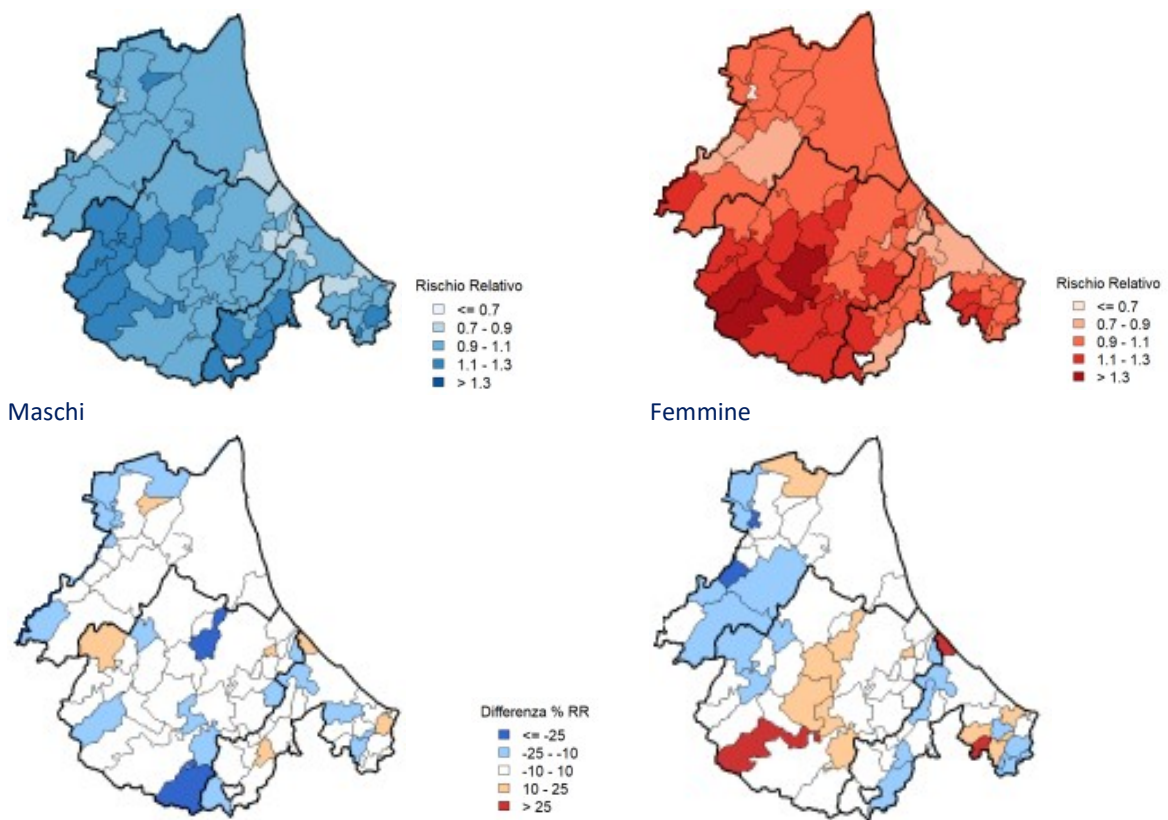 Rischio Relativo
<= 0.7
0.7 - 0.9
0.9 - 1.1
1.1 - 1.3
> 1.3
Rischio Relativo
<= 0.7
0.7 - 0.9
0.9 - 1.1
1.1 - 1.3
> 1.3
Maschi
Femmine
Differenza % RR
<= -25
-25 - -10
-10 - 10
10 - 25
> 25